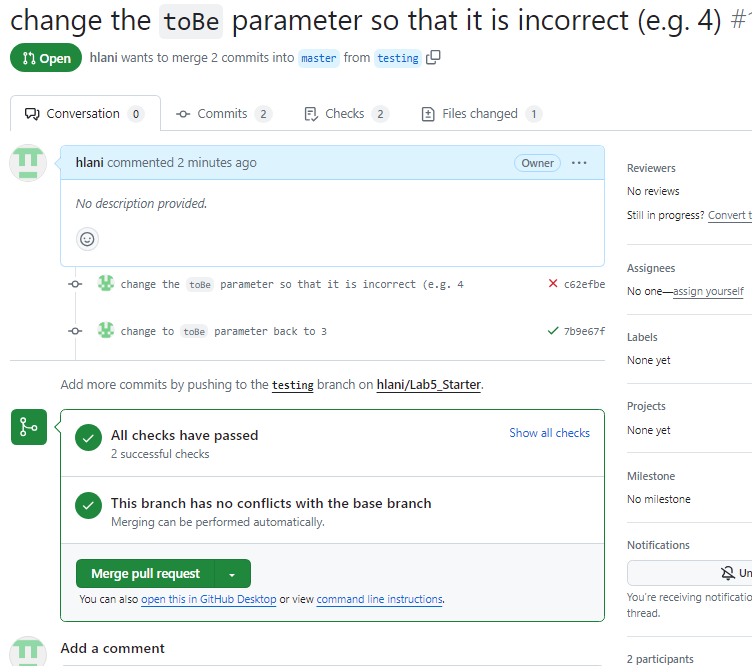 change the toBe parameter so that it is incorrect (e.g. 4) #1
Open hlani wants to merge 2 commits into master from testing
Conversation 0 Commits 2 Checks 2 Files changed 1
hlani commented 2 minutes ago Owner ···
No description provided.
change the toBe parameter so that it is incorrect (e.g. 4 c62efbe
change to toBe parameter back to 3 7b9e67f
Add more commits by pushing to the testing branch on hlani/Lab5_Starter.
All checks have passed Show all checks
2 successful checks
This branch has no conflicts with the base branch
Merging can be performed automatically.
Merge pull request
You can also open this in GitHub Desktop or view command line instructions.
Add a comment
Reviewers
No reviews
Still in progress? Convert t
Assignees
No one—assign yourself
Labels
None yet
Projects
None yet
Milestone
No milestone
Notifications
Un
You're receiving notificatio
thread.
2 participants